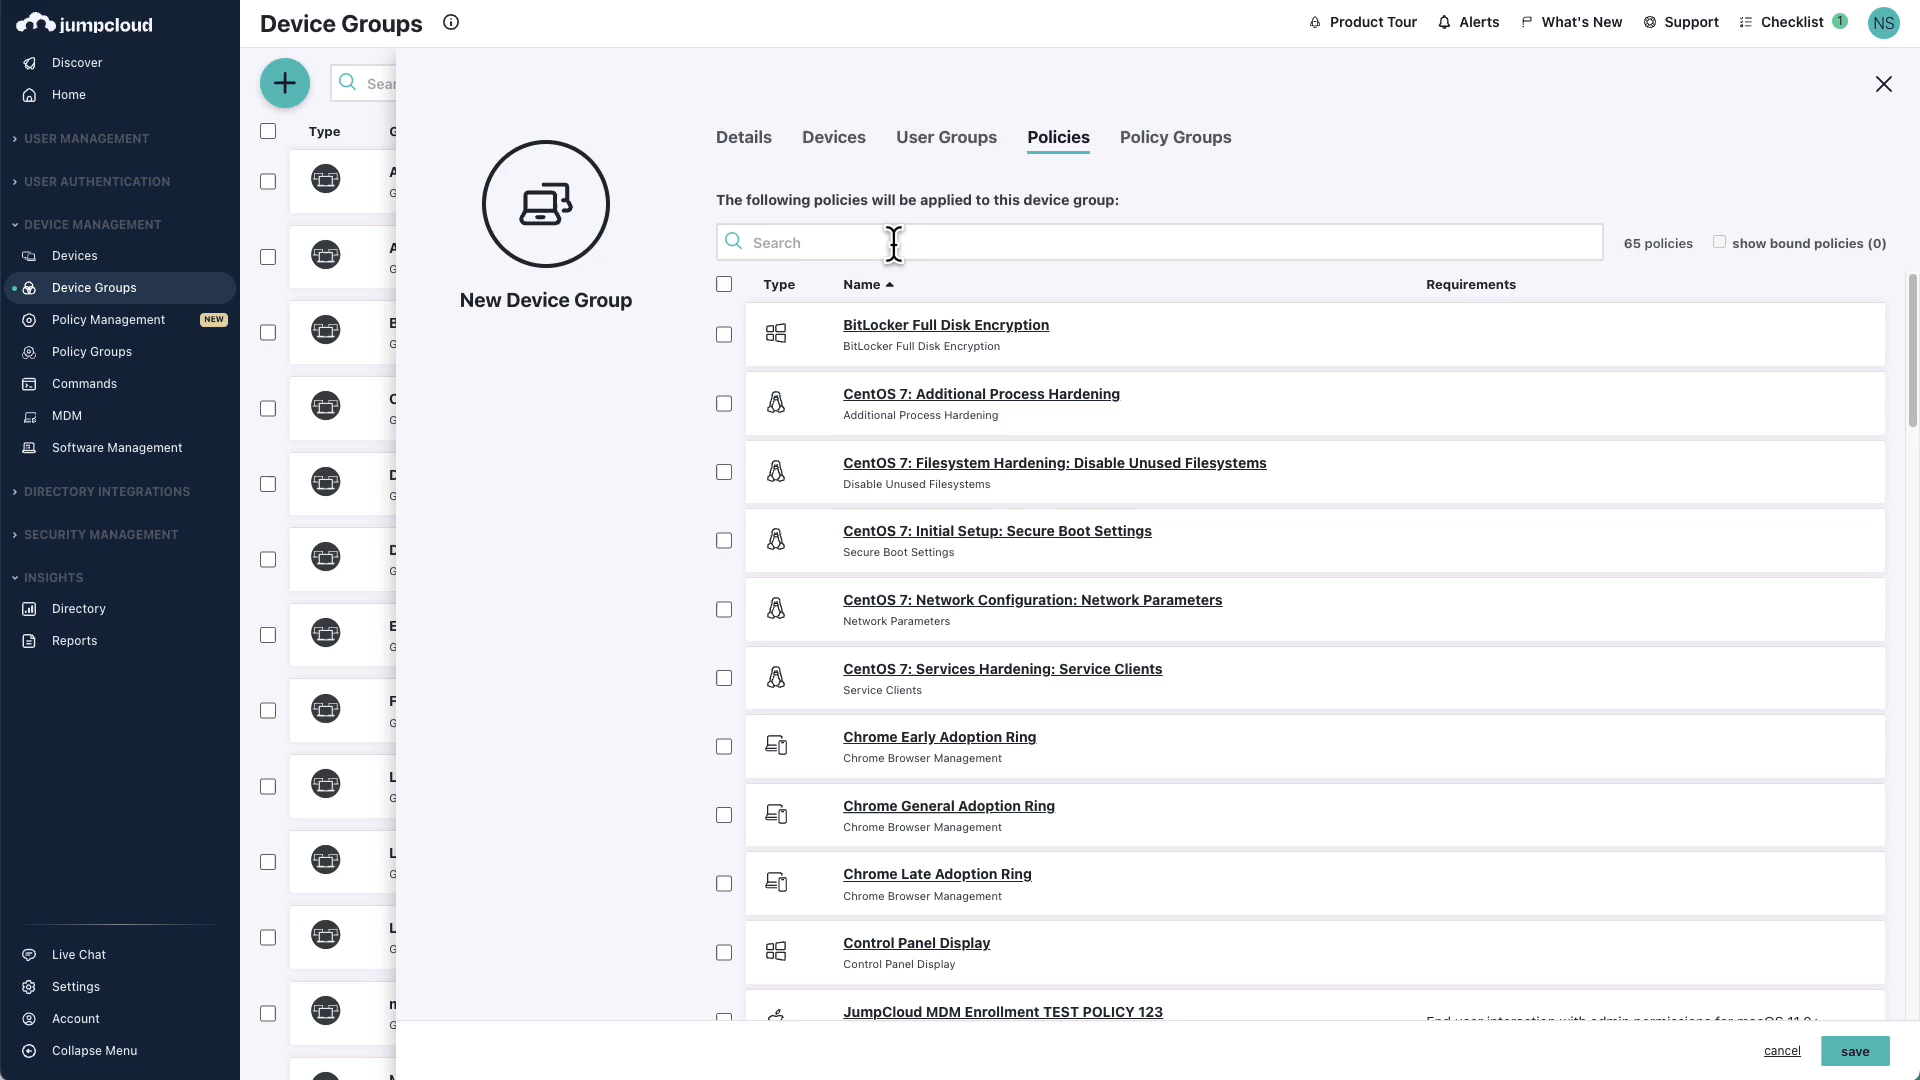 jumpcloud
Discover
Home
USER MANAGEMENT
USER AUTHENTICATION
DEVICE MANAGEMENT
Devices
Device Groups
Policy Management NEW
Policy Groups
Commands
MDM
Software Management
DIRECTORY INTEGRATIONS
SECURITY MANAGEMENT
INSIGHTS
Directory
Reports
Live Chat
Settings
Account
Collapse Menu
Device Groups
Product Tour Alerts What's New Support Checklist 1 NS
Type
New Device Group
Details Devices User Groups Policies Policy Groups
The following policies will be applied to this device group:
Search 65 policies show bound policies (0)
Type Name Requirements
BitLocker Full Disk Encryption
BitLocker Full Disk Encryption
CentOS 7: Additional Process Hardening
Additional Process Hardening
CentOS 7: Filesystem Hardening: Disable Unused Filesystems
Disable Unused Filesystems
CentOS 7: Initial Setup: Secure Boot Settings
Secure Boot Settings
CentOS 7: Network Configuration: Network Parameters
Network Parameters
CentOS 7: Services Hardening: Service Clients
Service Clients
Chrome Early Adoption Ring
Chrome Browser Management
Chrome General Adoption Ring
Chrome Browser Management
Chrome Late Adoption Ring
Chrome Browser Management
Control Panel Display
Control Panel Display
JumpCloud MDM Enrollment TEST POLICY 123
End user interaction with admin permissions for macOS
cancel save